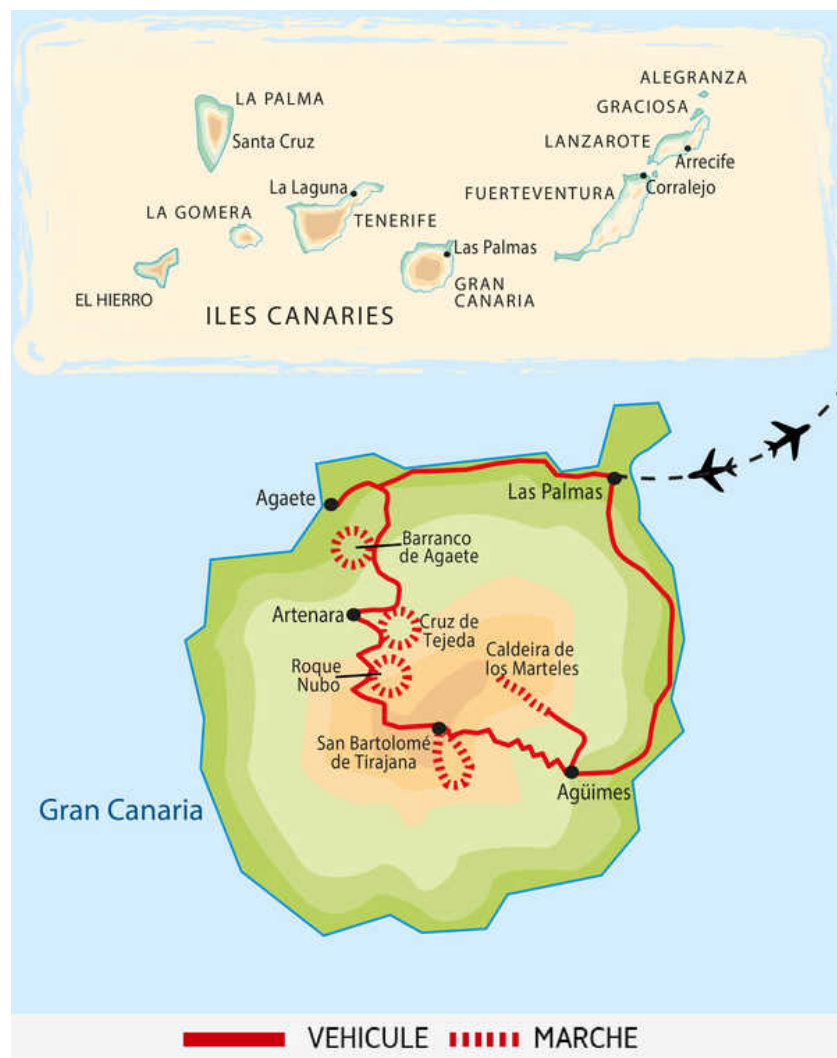 ALEGRANZA
GRACIOSA
LA PALMA
Santa Cruz
LANZAROTE
Arrecife
La Laguna
FUERTEVENTURA
Corralejo
LA GOMERA
TENERIFE
Las Palmas
EL HIERRO
GRAN
CANARIA
ILES CANARIES
Agaete
Las Palmas
Barranco
de Agaete
Artenara
Cruz de
Tejeda
Caldeira de
los Marteles
Roque
Nubo
San Bartolomé
de Tirajana
Agüimes
Gran Canaria
VEHICULE
MARCHE